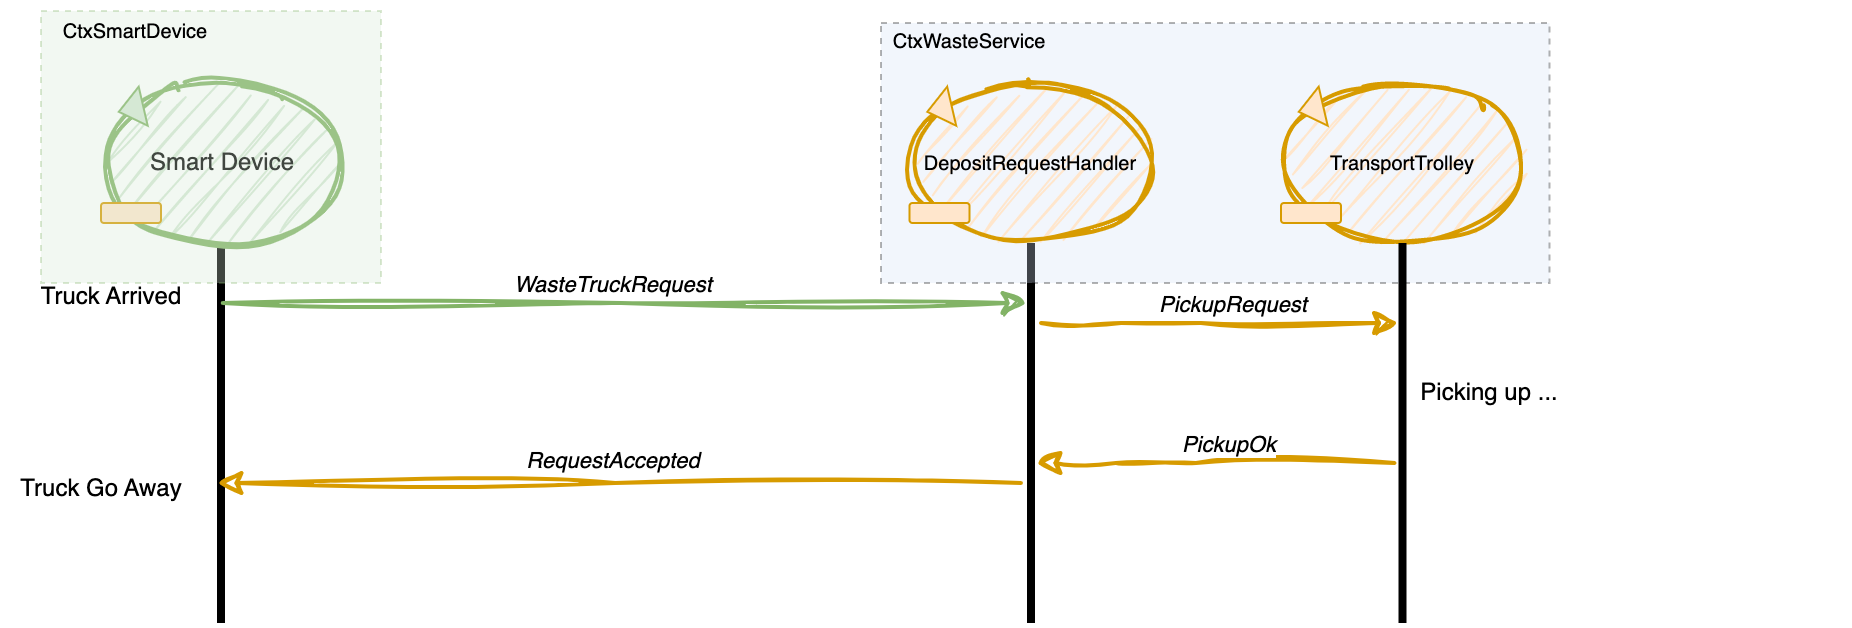 CtxSmartDevice
CtxWasteService
Smart Device
DepositRequestHandler
TransportTrolley
Truck Arrived
WasteTruckRequest
PickupRequest
Picking up ...
PickupOk
RequestAccepted
Truck Go Away